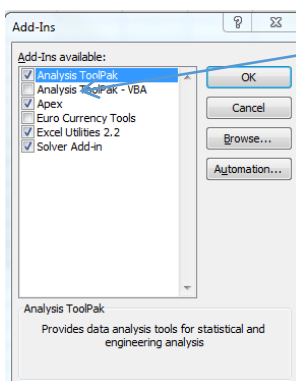 Add-Ins
Add-Ins available:
Analysis ToolPak
Analysis ToolPak - VBA
Apex
Euro Currency Tools
Excel Utilities 2.2
Solver Add-in
OK
Cancel
Browse...
Automation...
Analysis ToolPak
Provides data analysis tools for statistical and
engineering analysis